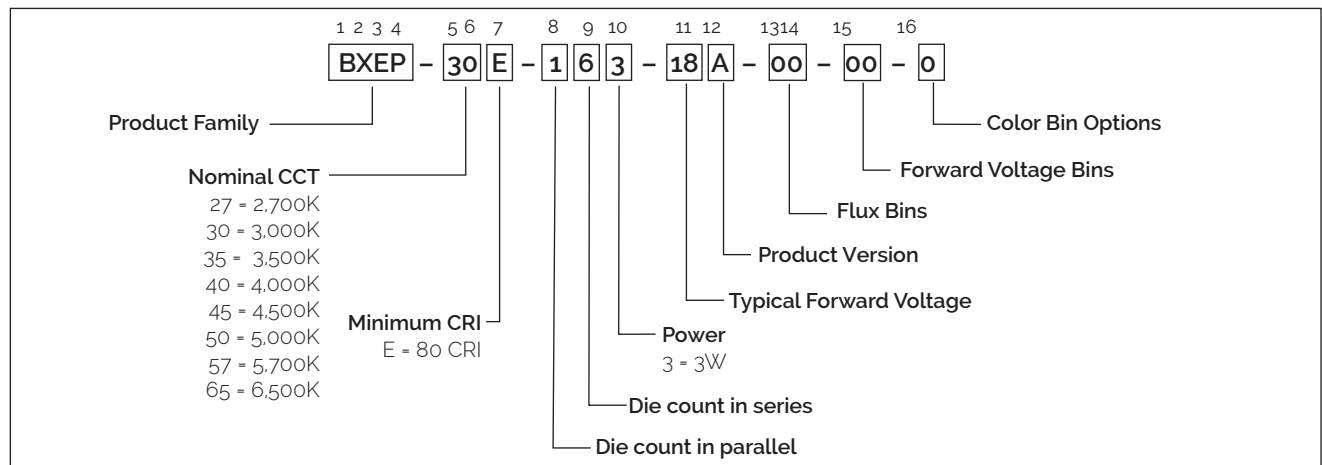 1 2 3 4 5 6 7 8 9 10 11 12 1314 15 16
BXEP – 30 E – 1 6 3 – 18 A – 00 – 00 – 0
Product Family
Color Bin Options
Nominal CCT
Forward Voltage Bins
27 = 2,700K
30 = 3,000K
Flux Bins
35 = 3,500K
40 = 4,000K
Product Version
45 = 4,500K
Typical Forward Voltage
50 = 5,000K
Minimum CRI
Power
57 = 5,700K
E = 80 CRI
3 = 3W
65 = 6,500K
Die count in series
Die count in parallel